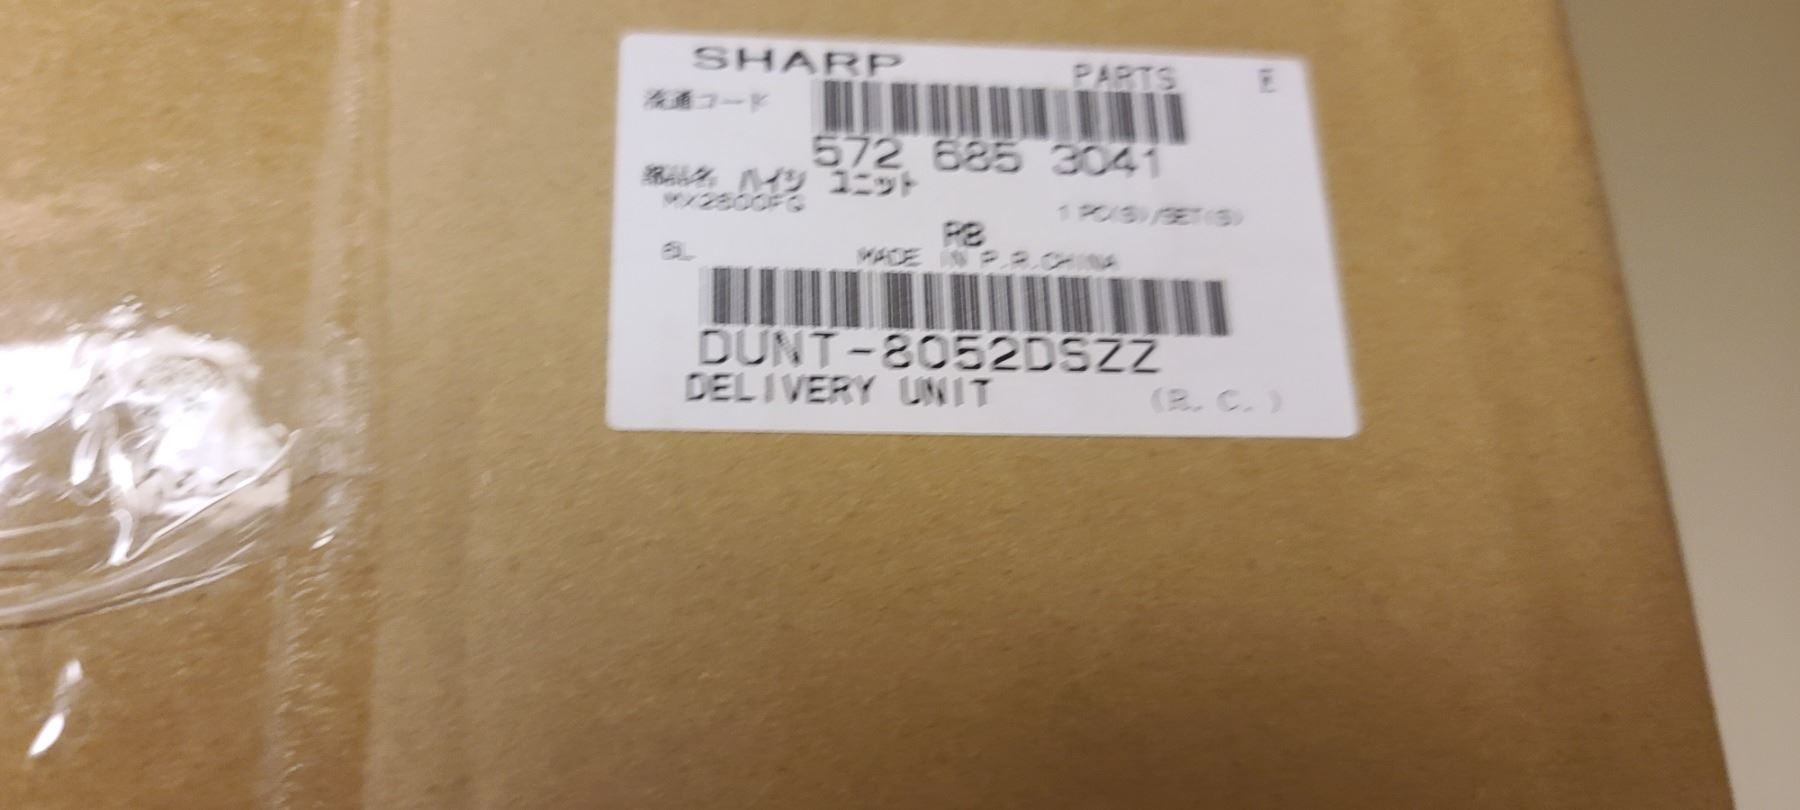 SHARP PARTS E
流通コード
572 685 3041
部品名 ハイシ ユニット
MX2600FG 1 PC(S)/SET(S)
R8
6L MADE IN P.R.CHINA
DUNT-8052DSZZ
DELIVERY UNIT (R.C.)